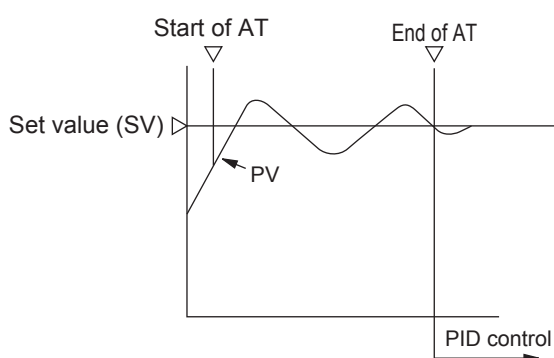 Start of AT
End of AT
Set value (SV)
PV
PID control